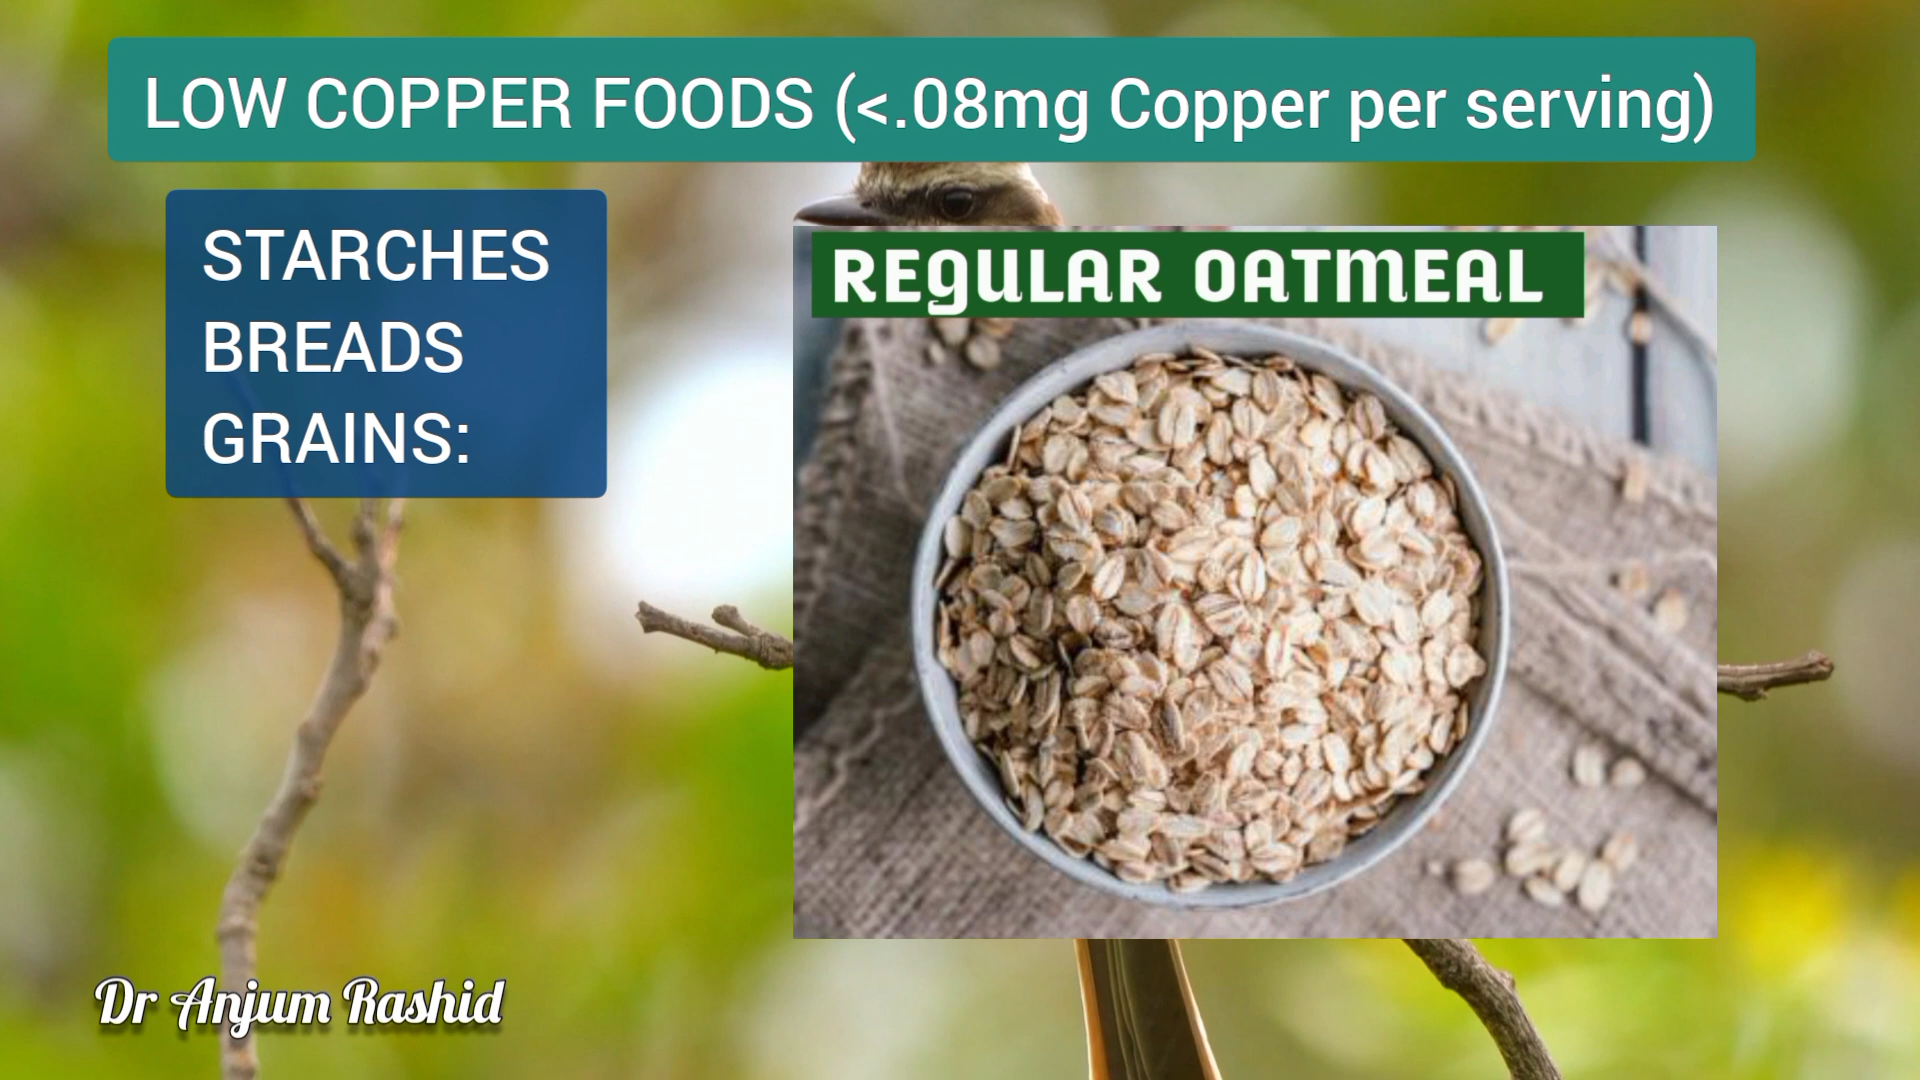 LOW COPPER FOODS (<.08mg Copper per serving)
STARCHES
BREADS
GRAINS:
REGULAR OATMEAL
Dr Anjum Rashid